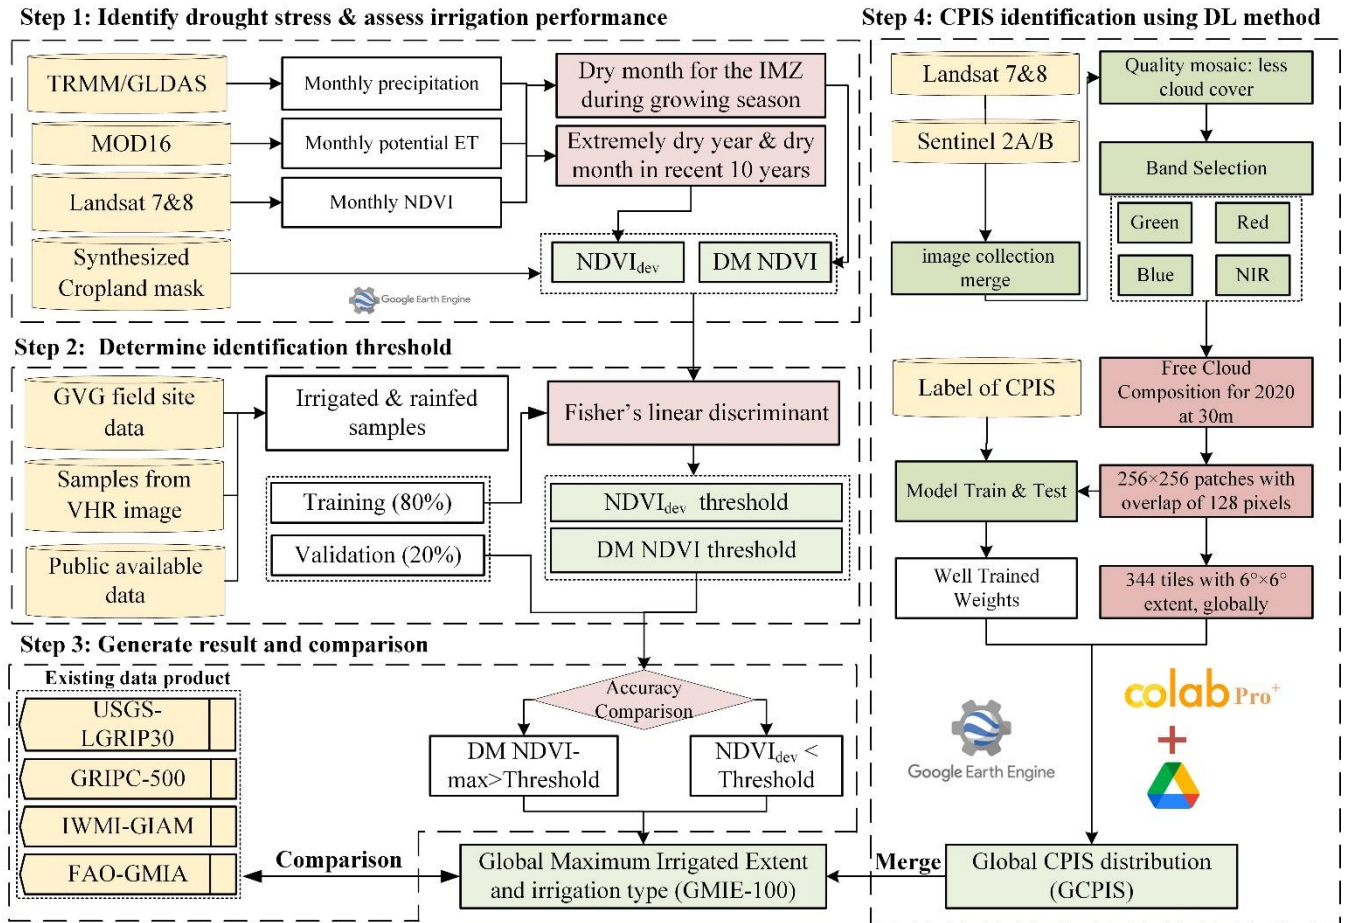 Step 1: Identify drought stress & assess irrigation performance
TRMM/GLDAS
Monthly precipitation
Dry month for the IMZ
during growing season
MOD16
Monthly potential ET
Extremely dry year & dry
month in recent 10 years
Landsat 7&8
Monthly NDVI
Synthesized
Cropland mask
NDVIdev
DM NDVI
Google Earth Engine
Step 2: Determine identification threshold
GVG field site
data
Irrigated & rainfed
samples
Fisher's linear discriminant
Samples from
VHR image
Training (80%)
NDVIdev threshold
Validation (20%)
DM NDVI threshold
Public available
data
Step 3: Generate result and comparison
Existing data product
USGS-
LGRIP30
GRIPC-500
IWMI-GIAM
FAO-GMIA
Accuracy
Comparison
DM NDVI-
max>Threshold
NDVIdev <
Threshold
Comparison
Global Maximum Irrigated Extent
and irrigation type (GMIE-100)
Merge
Step 4: CPIS identification using DL method
Landsat 7&8
Quality mosaic: less
cloud cover
Sentinel 2A/B
Band Selection
Green
Red
Blue
NIR
image collection
merge
Label of CPIS
Free Cloud
Composition for 2020
at 30m
Model Train & Test
256×256 patches with
overlap of 128 pixels
Well Trained
Weights
344 tiles with 6°×6°
extent, globally
Google Earth Engine
colab Pro+
Global CPIS distribution
(GCPIS)